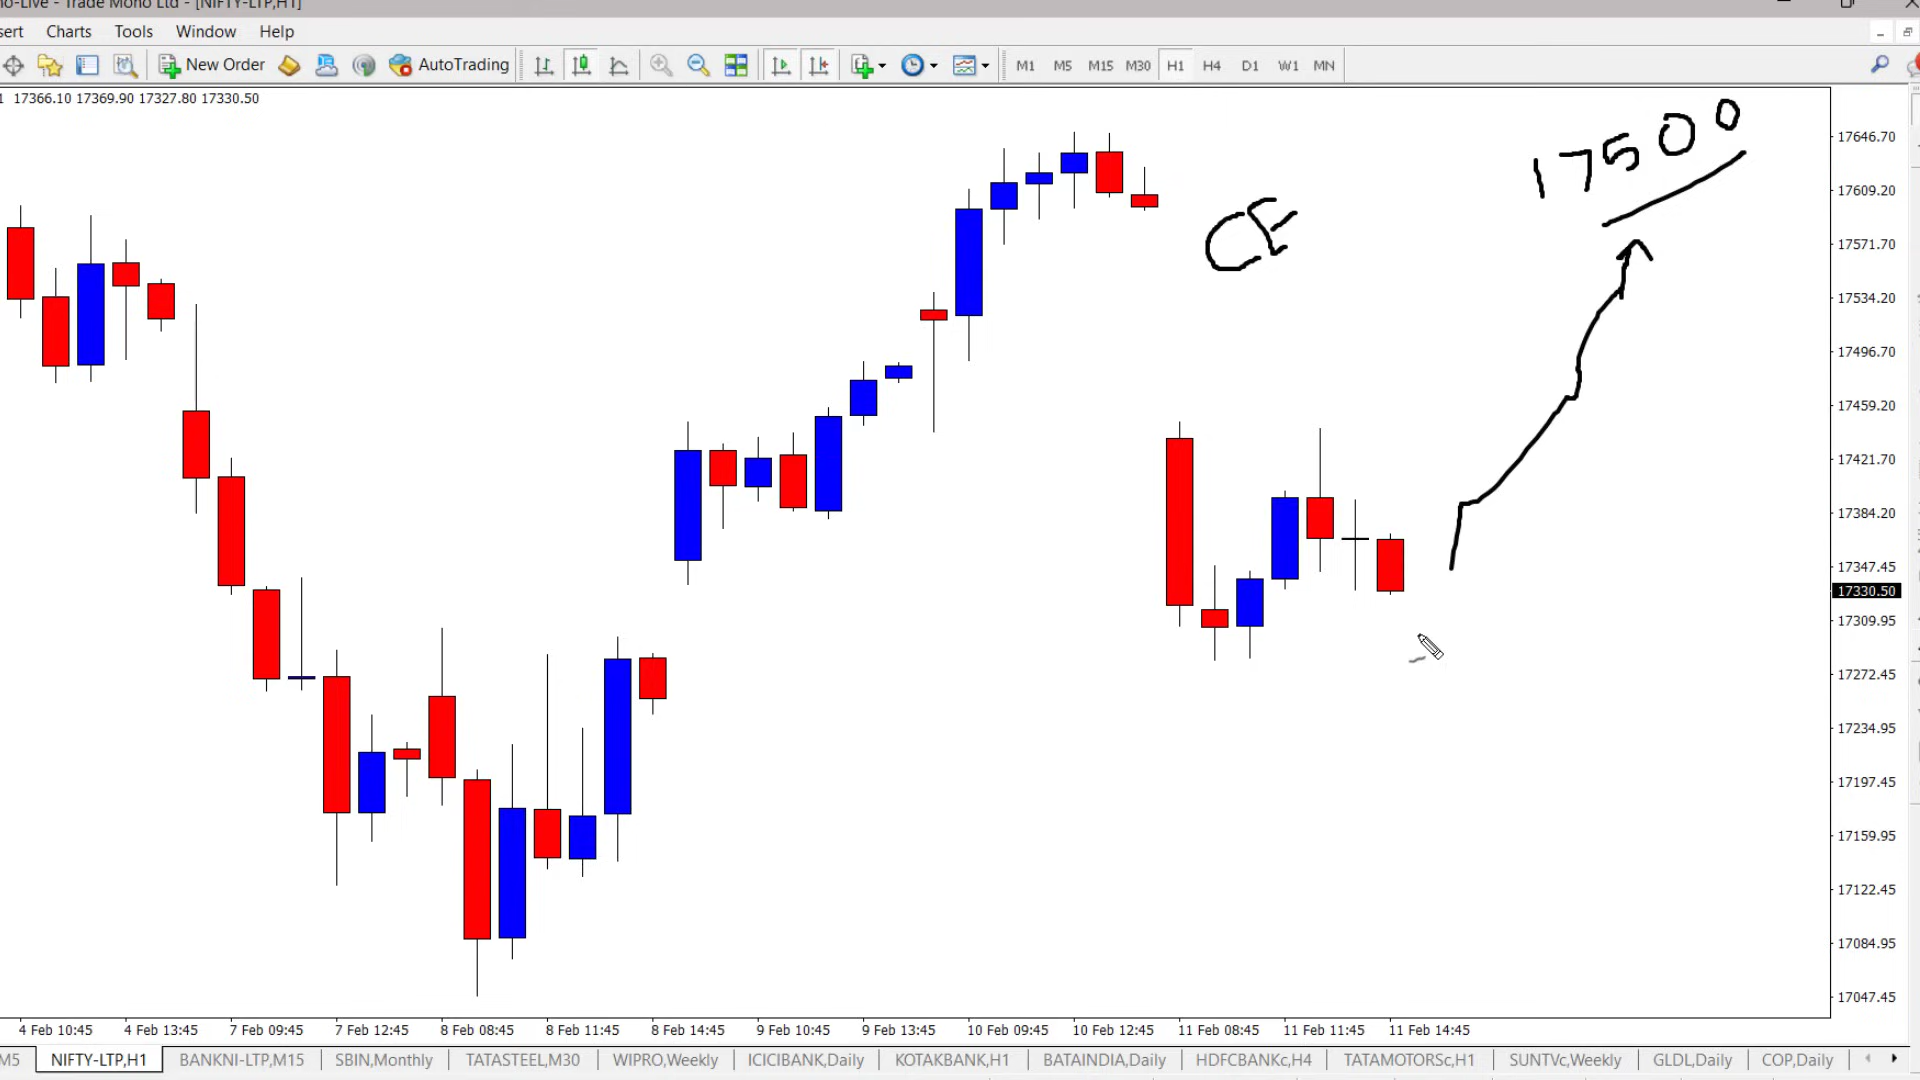 Trade Mono Ltd - [NIFTY-LTP,H1]
Charts Tools Window Help
New Order AutoTrading M1 M5 M15 M30 H1 H4 D1 W1 MN
17366.10 17369.90 17327.80 17330.50
17500
CE
17646.70
17609.20
17571.70
17534.20
17496.70
17459.20
17421.70
17384.20
17347.45
17330.50
17309.95
17272.45
17234.95
17197.45
17159.95
17122.45
17084.95
17047.45
4 Feb 10:45 4 Feb 13:45 7 Feb 09:45 7 Feb 12:45 8 Feb 08:45 8 Feb 11:45 8 Feb 14:45 9 Feb 10:45 9 Feb 13:45 10 Feb 09:45 10 Feb 12:45 11 Feb 08:45 11 Feb 11:45 11 Feb 14:45
M5 NIFTY-LTP,H1 BANKNI-LTP,M15 SBIN,Monthly TATASTEEL,M30 WIPRO,Weekly ICICIBANK,Daily KOTAKBANK,H1 BATAINDIA,Daily HDFCBANKc,H4 TATAMOTORSc,H1 SUNTVc,Weekly GLDL,Daily COP,Daily